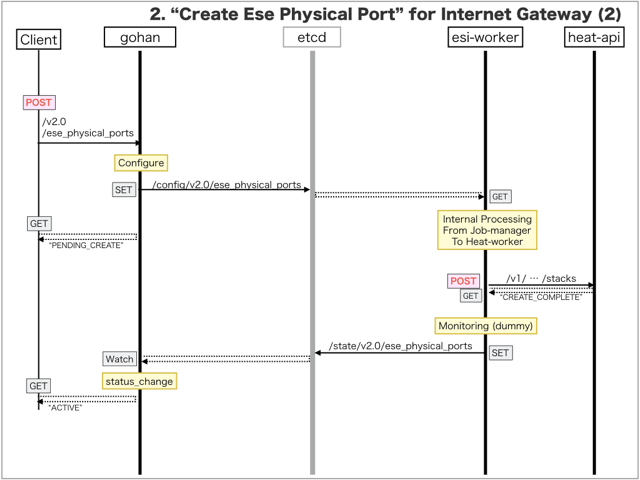 2. “Create Ese Physical Port” for Internet Gateway (2)
Client
gohan
etcd
esi-worker
heat-api
POST
/v2.0
/ese_physical_ports
Configure
SET
/config/v2.0/ese_physical_ports
GET
GET
"PENDING_CREATE"
Internal Processing
From Job-manager
To Heat-worker
POST
/v1/ … /stacks
GET
"CREATE_COMPLETE"
Monitoring (dummy)
/state/v2.0/ese_physical_ports
SET
Watch
status_change
GET
"ACTIVE"